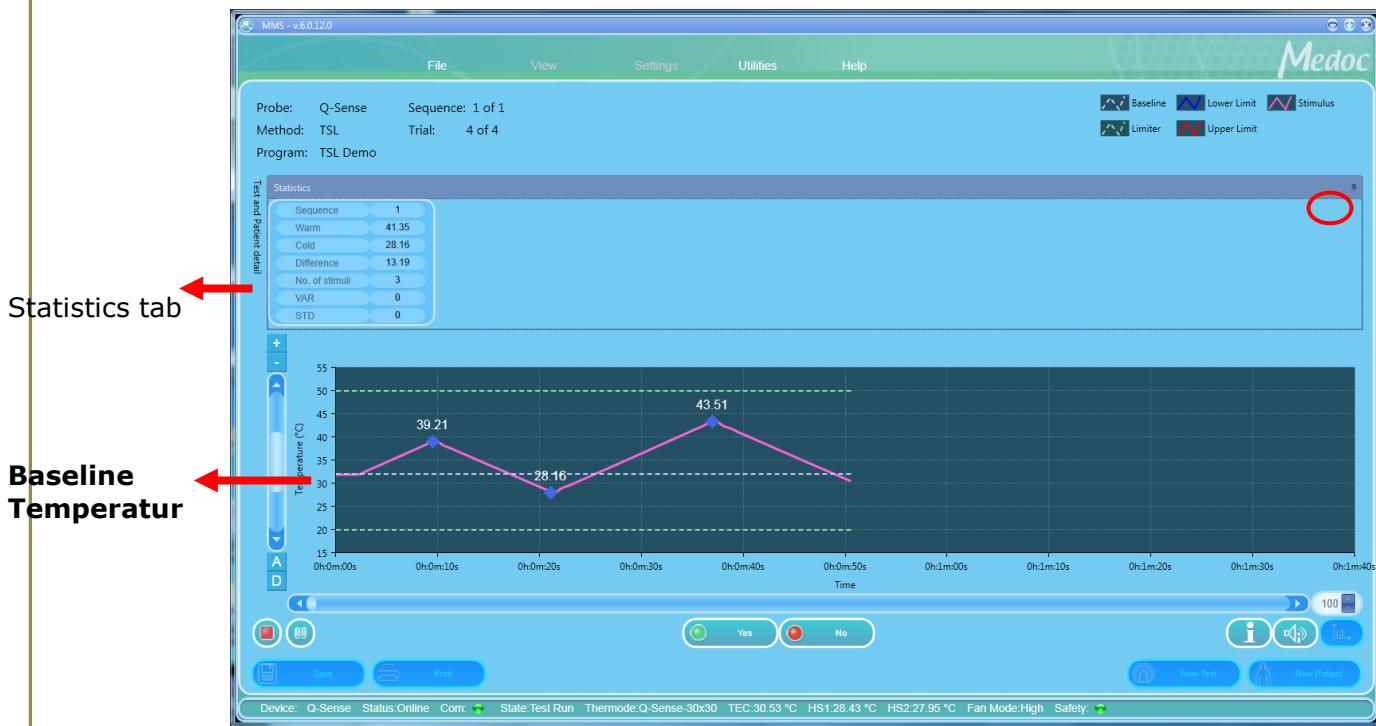 MMS - v.6.0.12.0
File View Settings Utilities Help
Medoc
Probe: Q-Sense Sequence: 1 of 1
Method: TSL Trial: 4 of 4
Program: TSL Demo
Baseline Lower Limit Stimulus
Limiter Upper Limit
Test and Patient detail
Statistics
Sequence 1
Warm 41.35
Cold 28.16
Difference 13.19
No. of stimuli 3
VAR 0
STD 0
Statistics tab
+
-
55
50
45
40
35
30
25
20
15
Temperature (°C)
39.21
28.16
43.51
Baseline
Temperatur
A
D
0h:0m:00s 0h:0m:10s 0h:0m:20s 0h:0m:30s 0h:0m:40s 0h:0m:50s 0h:1m:00s 0h:1m:10s 0h:1m:20s 0h:1m:30s 0h:1m:40s
Time
100
Yes No
Save Print New Test New Patient
Device: Q-Sense Status:Online Com: State:Test Run Thermode:Q-Sense-30x30 TEC:30.53 °C HS1:28.43 °C HS2:27.95 °C Fan Mode:High Safety: